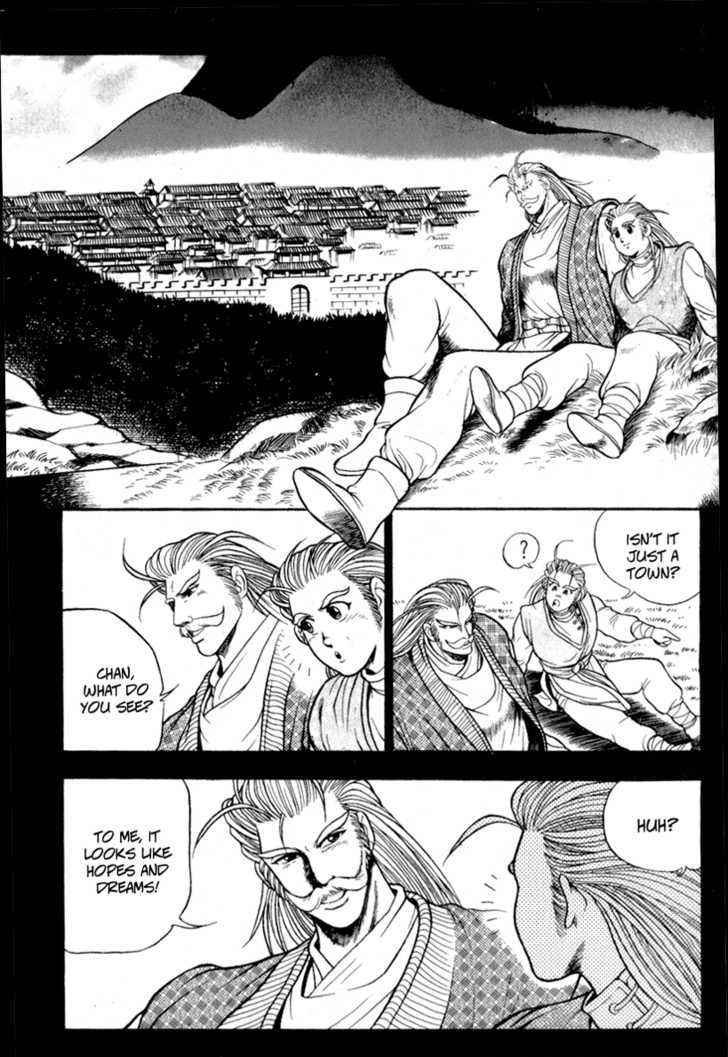 CHAN,
WHAT DO
YOU SEE?
?
ISN'T IT
JUST A
TOWN?
TO ME, IT
LOOKS LIKE
HOPES AND
DREAMS!
HUH?